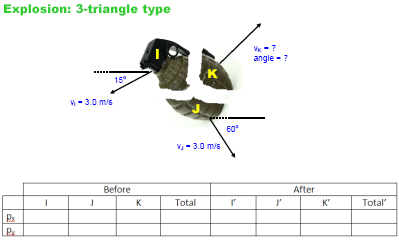 Explosion: 3-triangle type
I
K
J
vK = ?
angle = ?
15°
vI = 3.0 m/s
60°
vJ = 3.0 m/s
Before After
I J K Total I' J' K' Total'
px
py